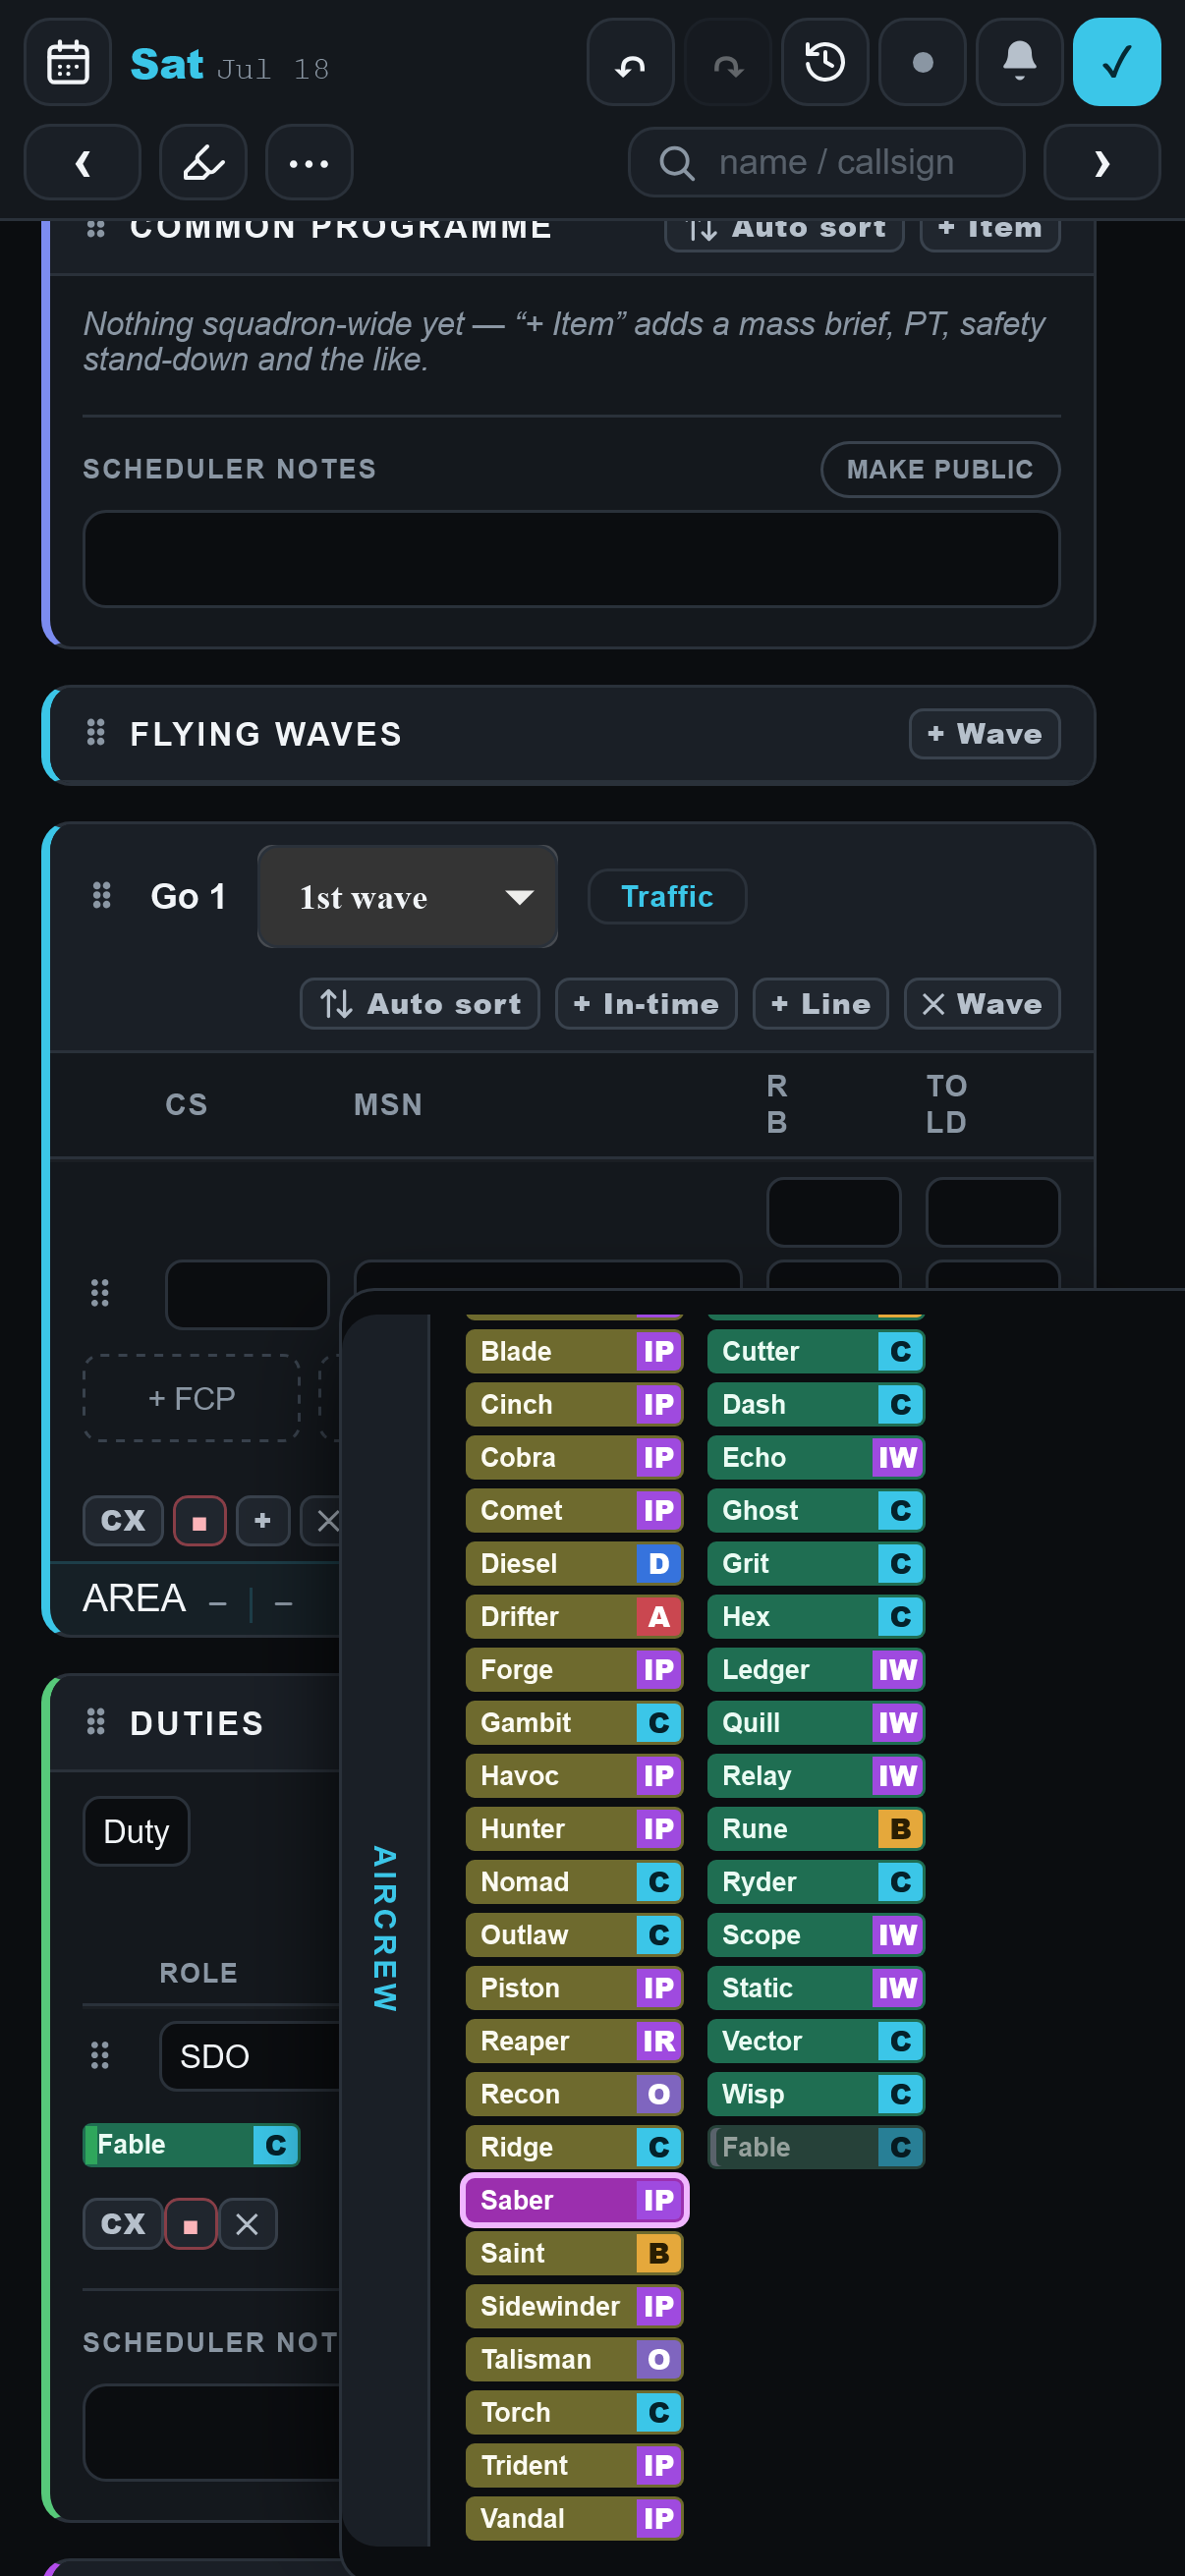 Sat Jul 18
name / callsign
COMMON PROGRAMME
Auto sort
+ Item
Nothing squadron-wide yet — “+ Item” adds a mass brief, PT, safety
stand-down and the like.
SCHEDULER NOTES
MAKE PUBLIC
FLYING WAVES
+ Wave
Go 1
1st wave
Traffic
Auto sort
+ In-time
+ Line
× Wave
CS
MSN
R
B
TO
LD
+ FCP
CX
+
×
AREA – | –
DUTIES
Duty
ROLE
SDO
Fable C
CX
×
SCHEDULER NOT
AIRCREW
Blade IP
Cinch IP
Cobra IP
Comet IP
Diesel D
Drifter A
Forge IP
Gambit C
Havoc IP
Hunter IP
Nomad C
Outlaw C
Piston IP
Reaper IR
Recon O
Ridge C
Saber IP
Saint B
Sidewinder IP
Talisman O
Torch C
Trident IP
Vandal IP
Cutter C
Dash C
Echo IW
Ghost C
Grit C
Hex C
Ledger IW
Quill IW
Relay IW
Rune B
Ryder C
Scope IW
Static IW
Vector C
Wisp C
Fable C